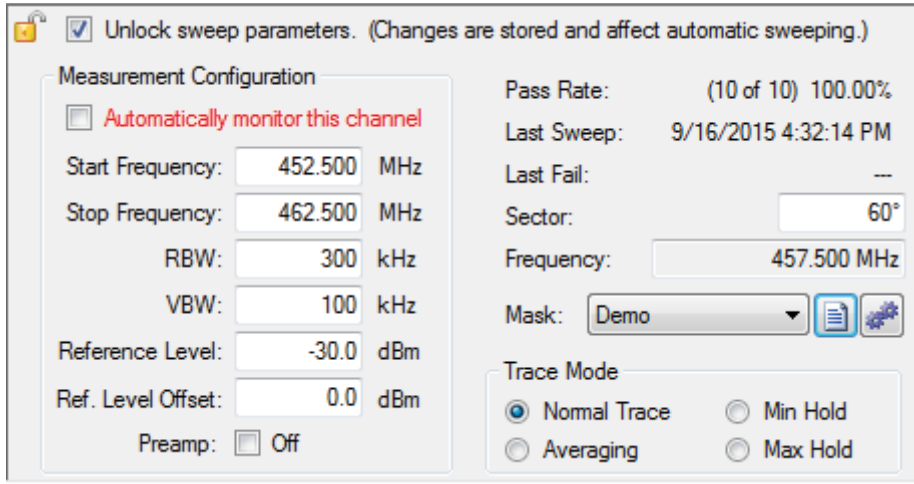 Unlock sweep parameters. (Changes are stored and affect automatic sweeping.)
Measurement Configuration
Automatically monitor this channel
Start Frequency: 452.500 MHz
Stop Frequency: 462.500 MHz
RBW: 300 kHz
VBW: 100 kHz
Reference Level: -30.0 dBm
Ref. Level Offset: 0.0 dBm
Preamp: Off
Pass Rate: (10 of 10) 100.00%
Last Sweep: 9/16/2015 4:32:14 PM
Last Fail: ---
Sector: 60°
Frequency: 457.500 MHz
Mask: Demo
Trace Mode
Normal Trace Min Hold
Averaging Max Hold